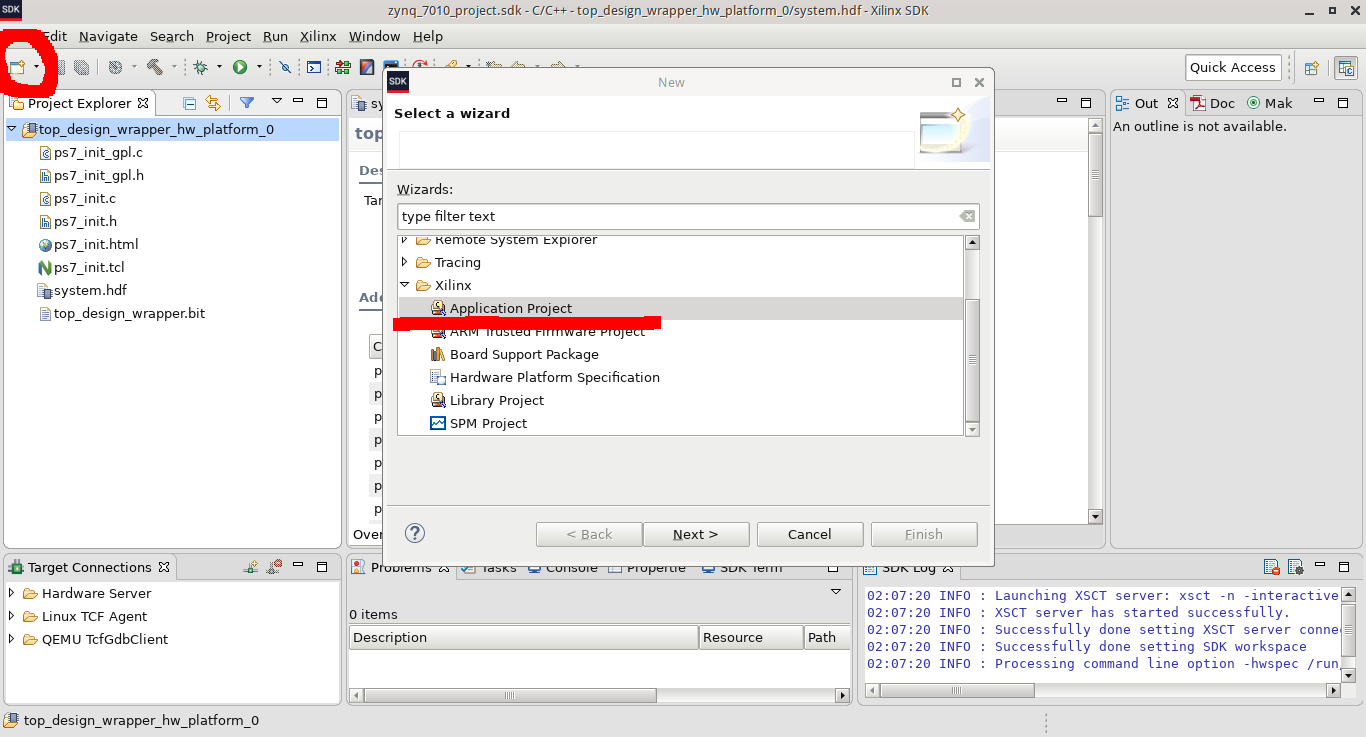 SDK
zynq_7010_project.sdk - C/C++ - top_design_wrapper_hw_platform_0/system.hdf - Xilinx SDK
Edit Navigate Search Project Run Xilinx Window Help
Quick Access
Project Explorer
top_design_wrapper_hw_platform_0
ps7_init_gpl.c
ps7_init_gpl.h
ps7_init.c
ps7_init.h
ps7_init.html
ps7_init.tcl
system.hdf
top_design_wrapper.bit
sy
top
Des
Tar
Add
C
p
p
p
p
p
p
p
Over
SDK
New
Select a wizard
Wizards:
type filter text
Remote System Explorer
Tracing
Xilinx
Application Project
ARM Trusted Firmware Project
Board Support Package
Hardware Platform Specification
Library Project
SPM Project
< Back Next > Cancel Finish
Out Doc Mak
An outline is not available.
Target Connections
Hardware Server
Linux TCF Agent
QEMU TcfGdbClient
Problems Tasks Console Propertie SDK Term
0 items
Description Resource Path
SDK Log
02:07:20 INFO : Launching XSCT server: xsct -n -interactive
02:07:20 INFO : XSCT server has started successfully.
02:07:20 INFO : Successfully done setting XSCT server conne
02:07:20 INFO : Successfully done setting SDK workspace
02:07:20 INFO : Processing command line option -hwspec /run
top_design_wrapper_hw_platform_0